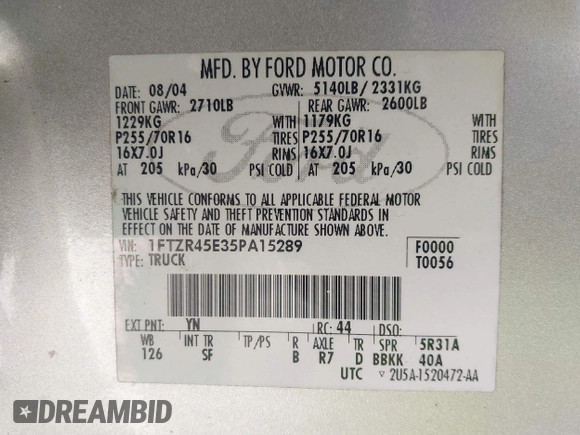 MFD. BY FORD MOTOR CO.
DATE: 08/04 GVWR: 5140LB/ 2331KG
FRONT GAWR: 2710LB REAR GAWR: 2600LB
1229KG WITH 1179KG WITH
P255/70R16 TIRES P255/70R16 TIRES
16X7.0J RIMS 16X7.0J RIMS
AT 205 kPa/30 PSI COLD AT 205 kPa/30 PSI COLD
THIS VEHICLE CONFORMS TO ALL APPLICABLE FEDERAL MOTOR
VEHICLE SAFETY AND THEFT PREVENTION STANDARDS IN
EFFECT ON THE DATE OF MANUFACTURE SHOWN ABOVE.
VIN: 1FTZR45E35PA15289 F0000
TYPE: TRUCK T0056
EXT PNT: YN RC: 44 DSO:
WB INT TR TP/PS R AXLE TR SPR 5R31A
126 SF B R7 D BBKK 40A
UTC ▽ 2U5A-1520472-AA
Ford
DREAMBID